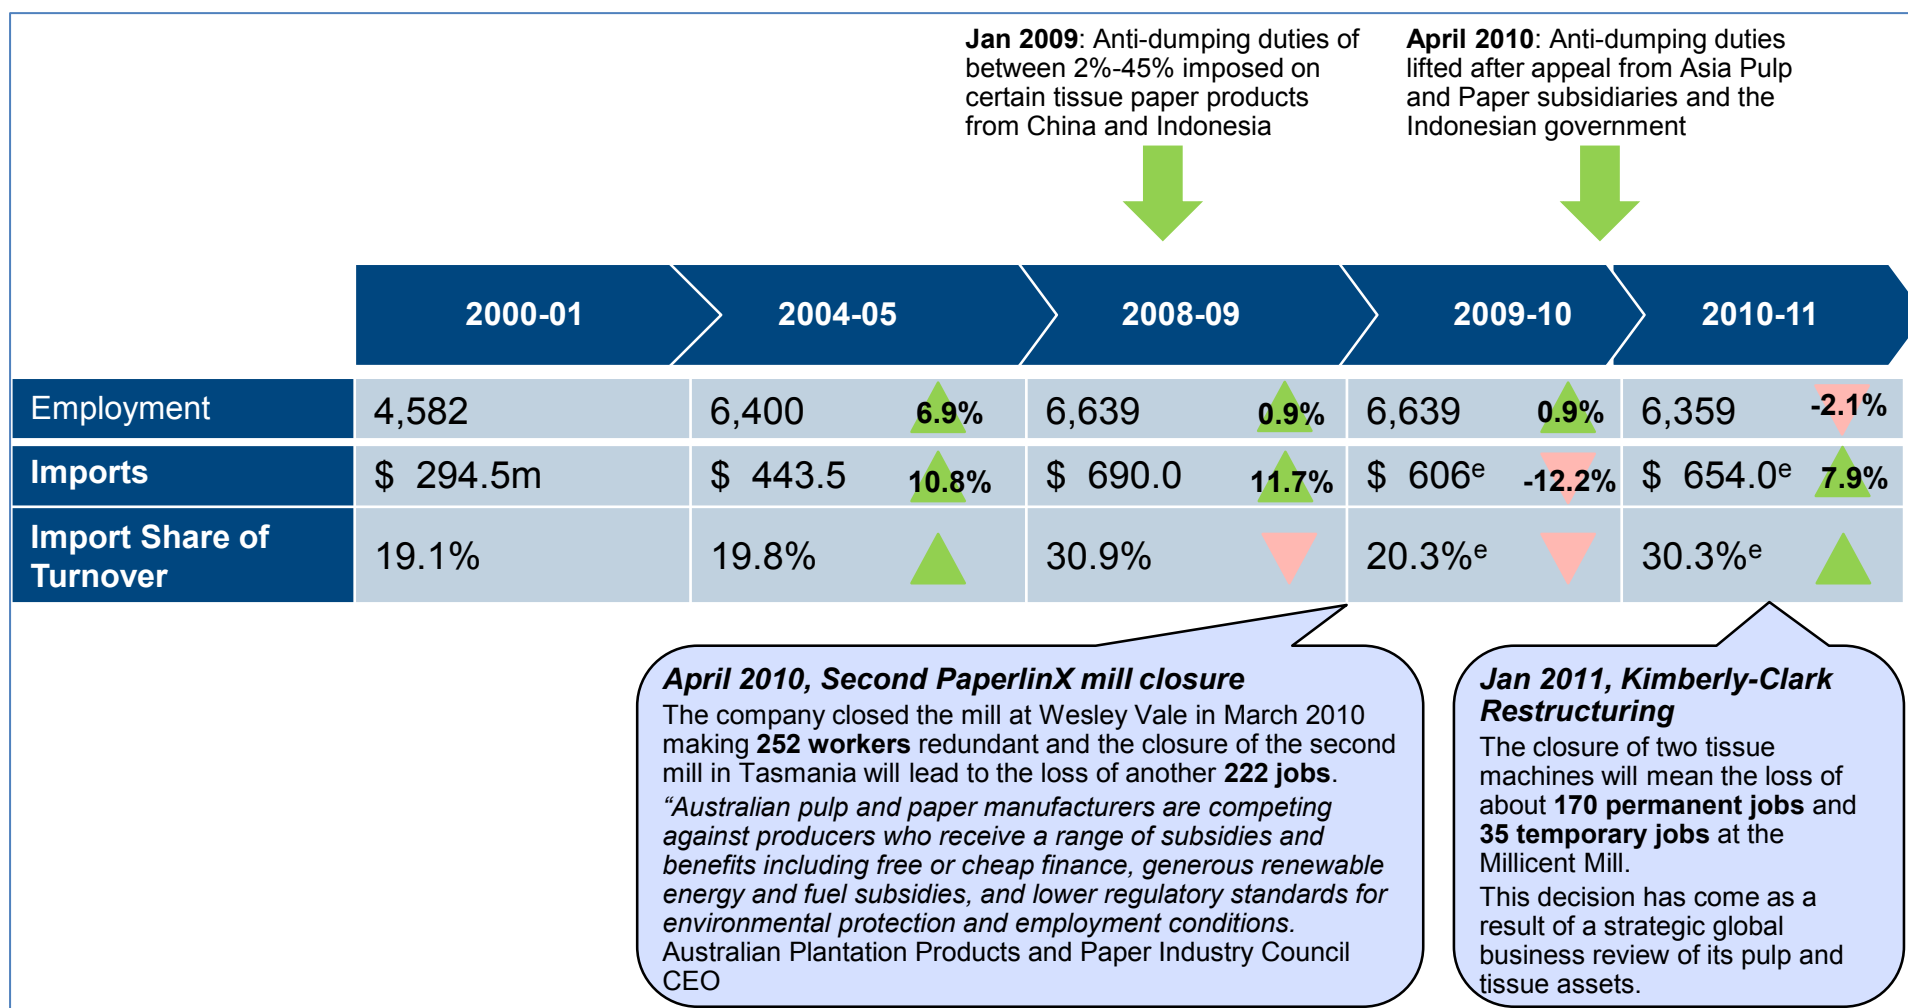 Jan 2009: Anti-dumping duties of
between 2%-45% imposed on
certain tissue paper products
from China and Indonesia
April 2010: Anti-dumping duties
lifted after appeal from Asia Pulp
and Paper subsidiaries and the
Indonesian government
2000-01 2004-05 2008-09 2009-10 2010-11
Employment 4,582 6,400 6.9% 6,639 0.9% 6,639 0.9% 6,359 -2.1%
Imports $ 294.5m $ 443.5 10.8% $ 690.0 11.7% $ 606ᵉ -12.2% $ 654.0ᵉ 7.9%
Import Share of
Turnover 19.1% 19.8% 30.9% 20.3%ᵉ 30.3%ᵉ
April 2010, Second PaperlinX mill closure
The company closed the mill at Wesley Vale in March 2010
making 252 workers redundant and the closure of the second
mill in Tasmania will lead to the loss of another 222 jobs.
“Australian pulp and paper manufacturers are competing
against producers who receive a range of subsidies and
benefits including free or cheap finance, generous renewable
energy and fuel subsidies, and lower regulatory standards for
environmental protection and employment conditions.
Australian Plantation Products and Paper Industry Council
CEO
Jan 2011, Kimberly-Clark
Restructuring
The closure of two tissue
machines will mean the loss of
about 170 permanent jobs and
35 temporary jobs at the
Millicent Mill.
This decision has come as a
result of a strategic global
business review of its pulp and
tissue assets.